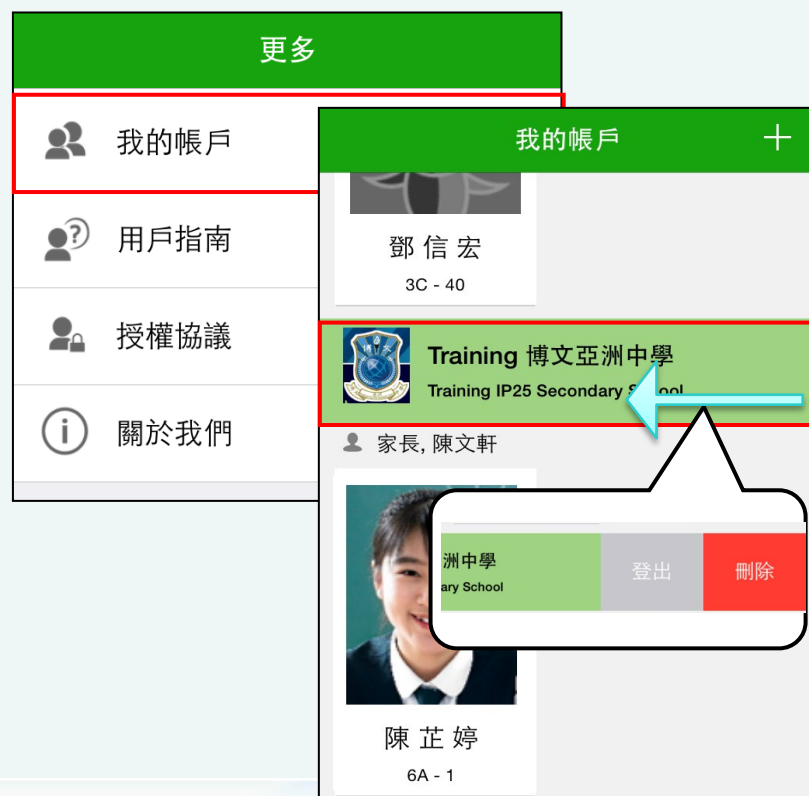 更多
我的帳戶
用戶指南
授權協議
關於我們
我的帳戶
鄧信宏
3C - 40
Training 博文亞洲中學
Training IP25 Secondary
家長, 陳文軒
洲中學
ary School
登出
刪除
陳芷婷
6A - 1